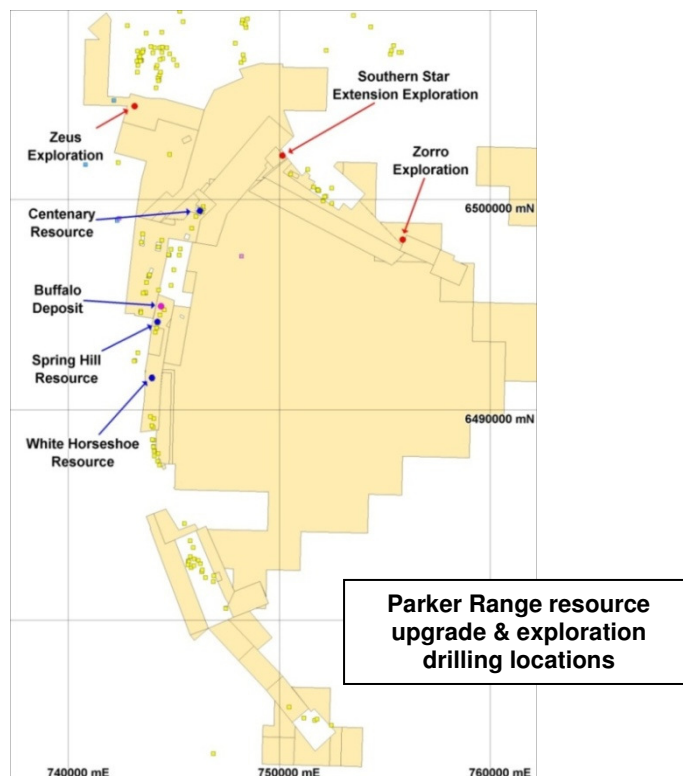 Southern Star
Extension Exploration
Zeus
Exploration
Zorro
Exploration
6500000 mN
Centenary
Resource
Buffalo
Deposit
Spring Hill
Resource
6490000 mN
White Horseshoe
Resource
Parker Range resource
upgrade & exploration
drilling locations
740000 mE
750000 mE
760000 mE